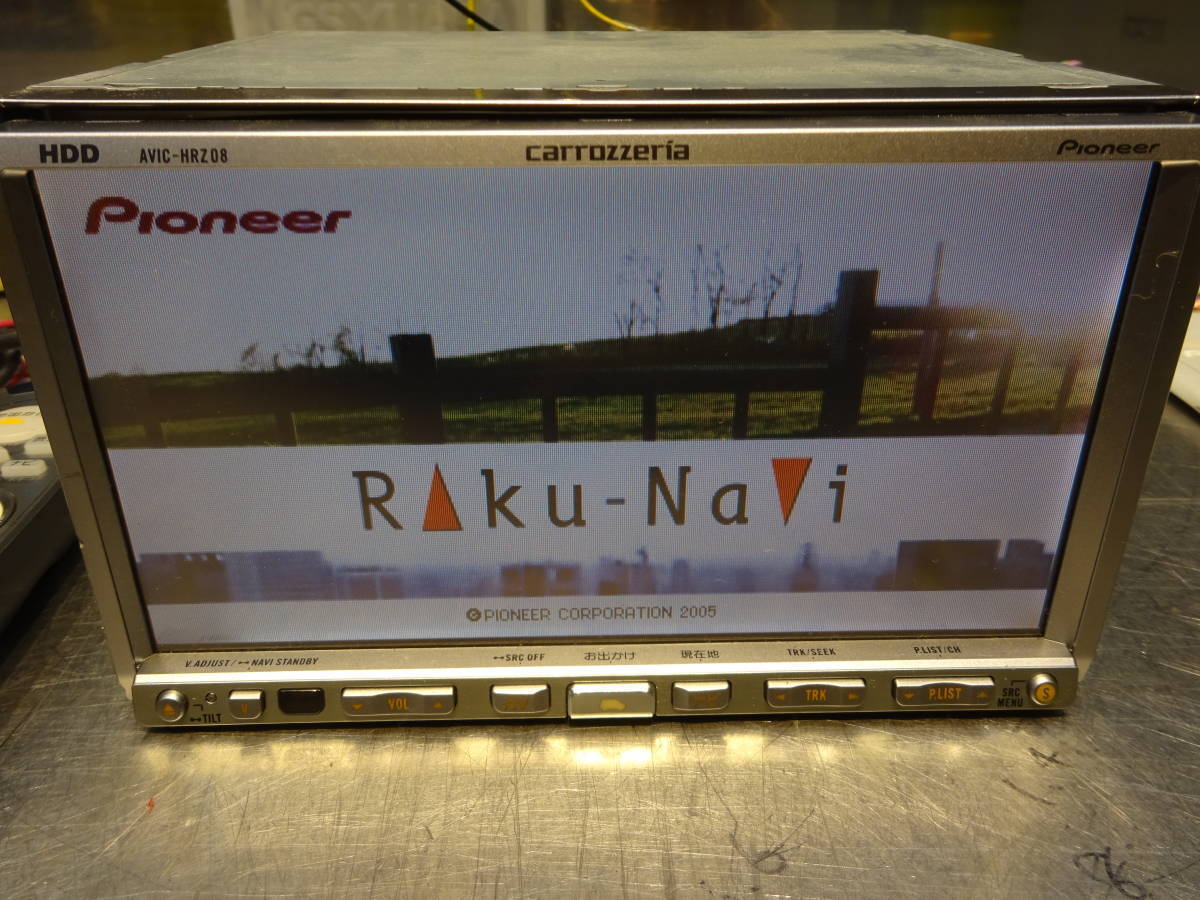 HDD AVIC-HRZ08 carrozzeria Pioneer
Pioneer
RAku-NaVi
©PIONEER CORPORATION 2005
V.ADJUST/ NAVI STANDBY SRC OFF お出かけ 現在地 TRK/SEEK P.LIST/CH
TILT V VOL TRK P.LIST SRC MENU S